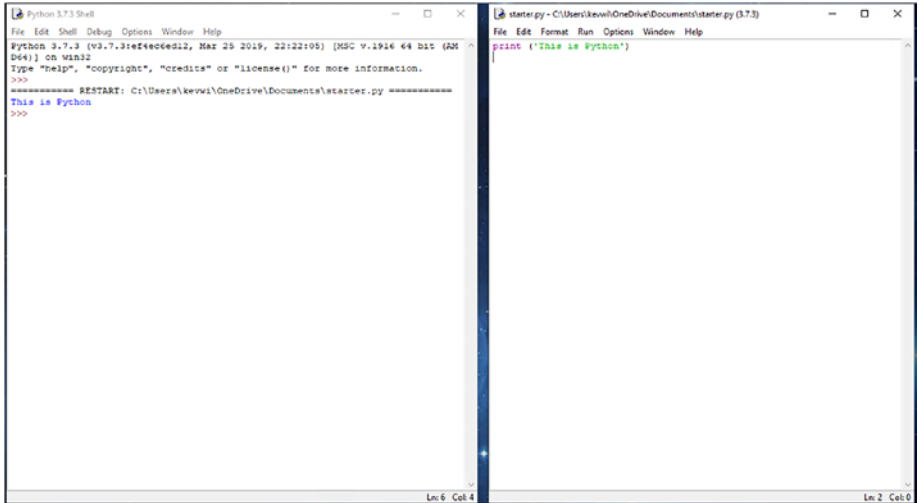 Python 3.7.3 Shell
File Edit Shell Debug Options Window Help
Python 3.7.3 (v3.7.3:ef4ec6ed12, Mar 25 2019, 22:22:05) [MSC v.1916 64 bit (AM
D64)] on win32
Type "help", "copyright", "credits" or "license()" for more information.
>>>
=========== RESTART: C:\Users\kevwi\OneDrive\Documents\starter.py ===========
This is Python
>>>
Ln: 6 Col: 4
starter.py - C:\Users\kevwi\OneDrive\Documents\starter.py (3.7.3)
File Edit Format Run Options Window Help
print ('This is Python')
Ln: 2 Col: 0